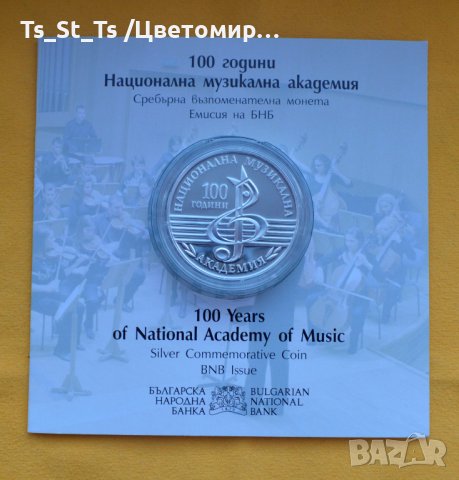 Ts_St_Ts /Цветомир...
100 години
Национална музикална академия
Сребърна възпоменателна монета
Емисия на БНБ
НАЦИОНАЛНА МУЗИКАЛНА
100
ГОДИНИ
АКАДЕМИЯ
100 Years
of National Academy of Music
Silver Commemorative Coin
BNB Issue
БЪЛГАРСКА
НАРОДНА
БАНКА
BULGARIAN
NATIONAL
BANK
BAZAR